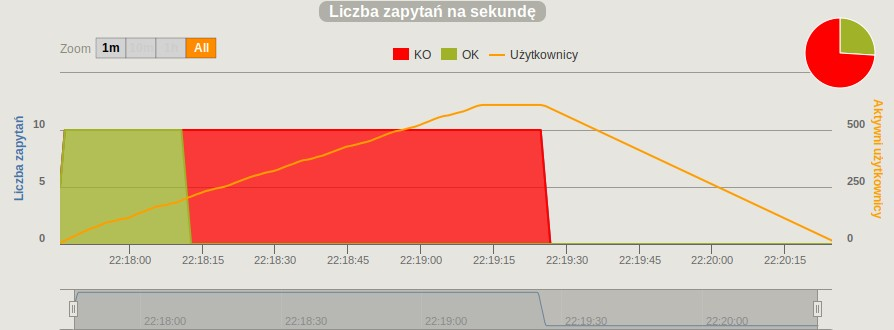 Liczba zapytań na sekundę
Zoom 1m 10m 1h All
KO OK Użytkownicy
Liczba zapytań
10
5
0
500
250
0
Aktywni użytkownicy
22:18:00 22:18:15 22:18:30 22:18:45 22:19:00 22:19:15 22:19:30 22:19:45 22:20:00 22:20:15
22:18:00 22:18:30 22:19:00 22:19:30 22:20:00